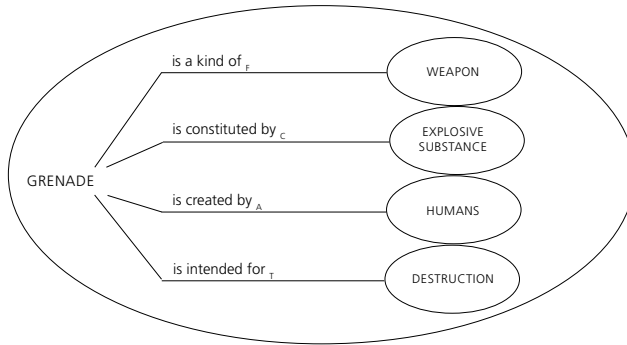 is a kind of F
WEAPON
is constituted by C
EXPLOSIVE
SUBSTANCE
GRENADE
is created by A
HUMANS
is intended for T
DESTRUCTION